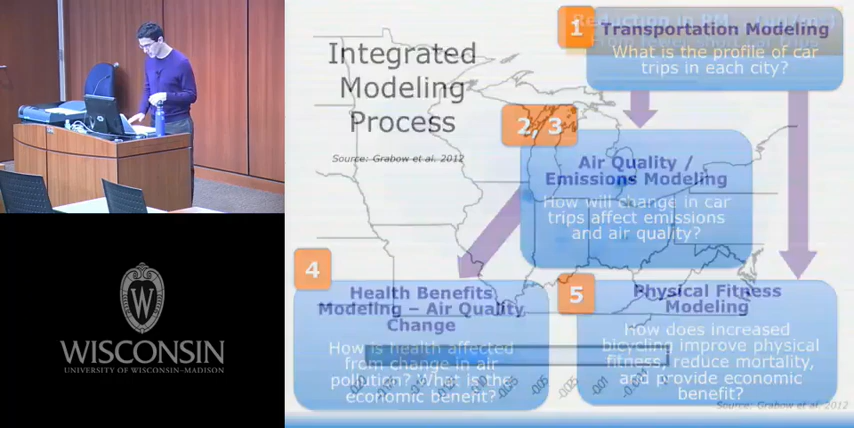 Integrated
Modeling
Process
Source: Grabow et al. 2012
1
Transportation Modeling
What is the profile of car
trips in each city?
2, 3
Air Quality /
Emissions Modeling
How will change in car
trips affect emissions
and air quality?
4
Health Benefits
Modeling – Air Quality
Change
How is health affected
from change in air
pollution? What is the
economic benefit?
5
Physical Fitness
Modeling
How does increased
bicycling improve physical
fitness, reduce mortality,
and provide economic
benefit?
Source: Grabow et al. 2012
W
WISCONSIN
UNIVERSITY OF WISCONSIN–MADISON